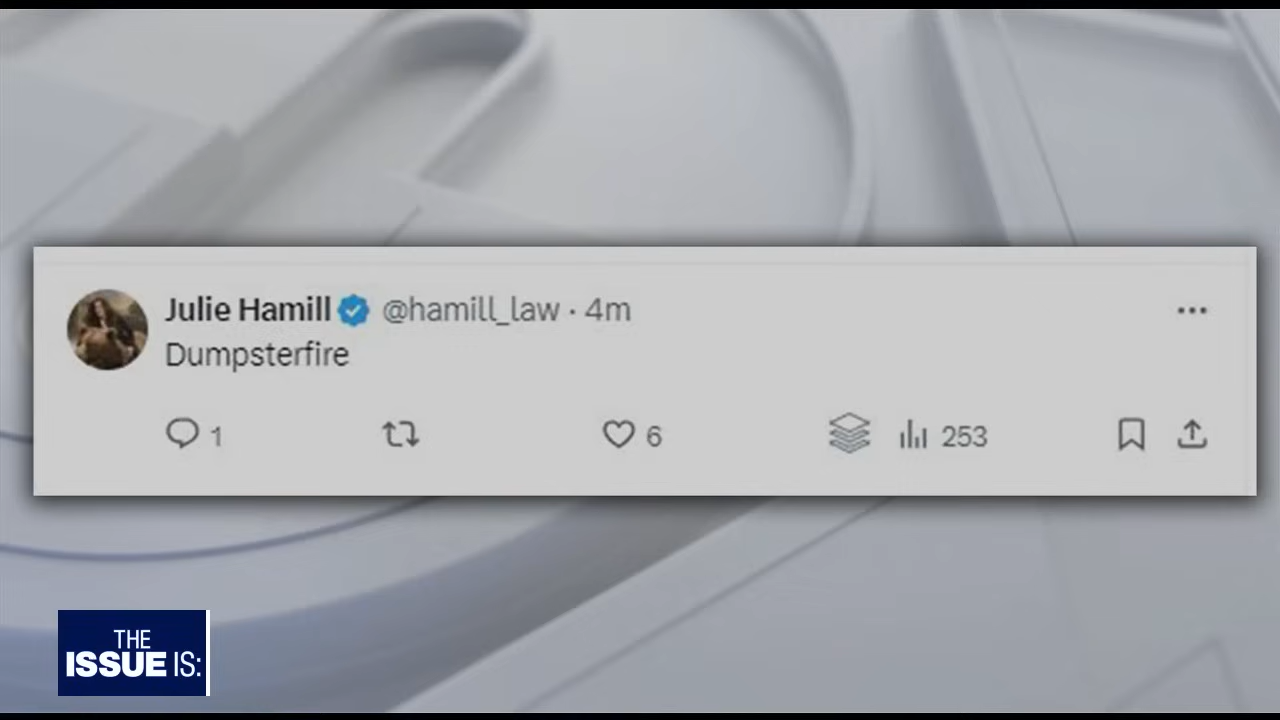 Julie Hamill @hamill_law · 4m
Dumpsterfire
1 6 253
THE
ISSUE IS: